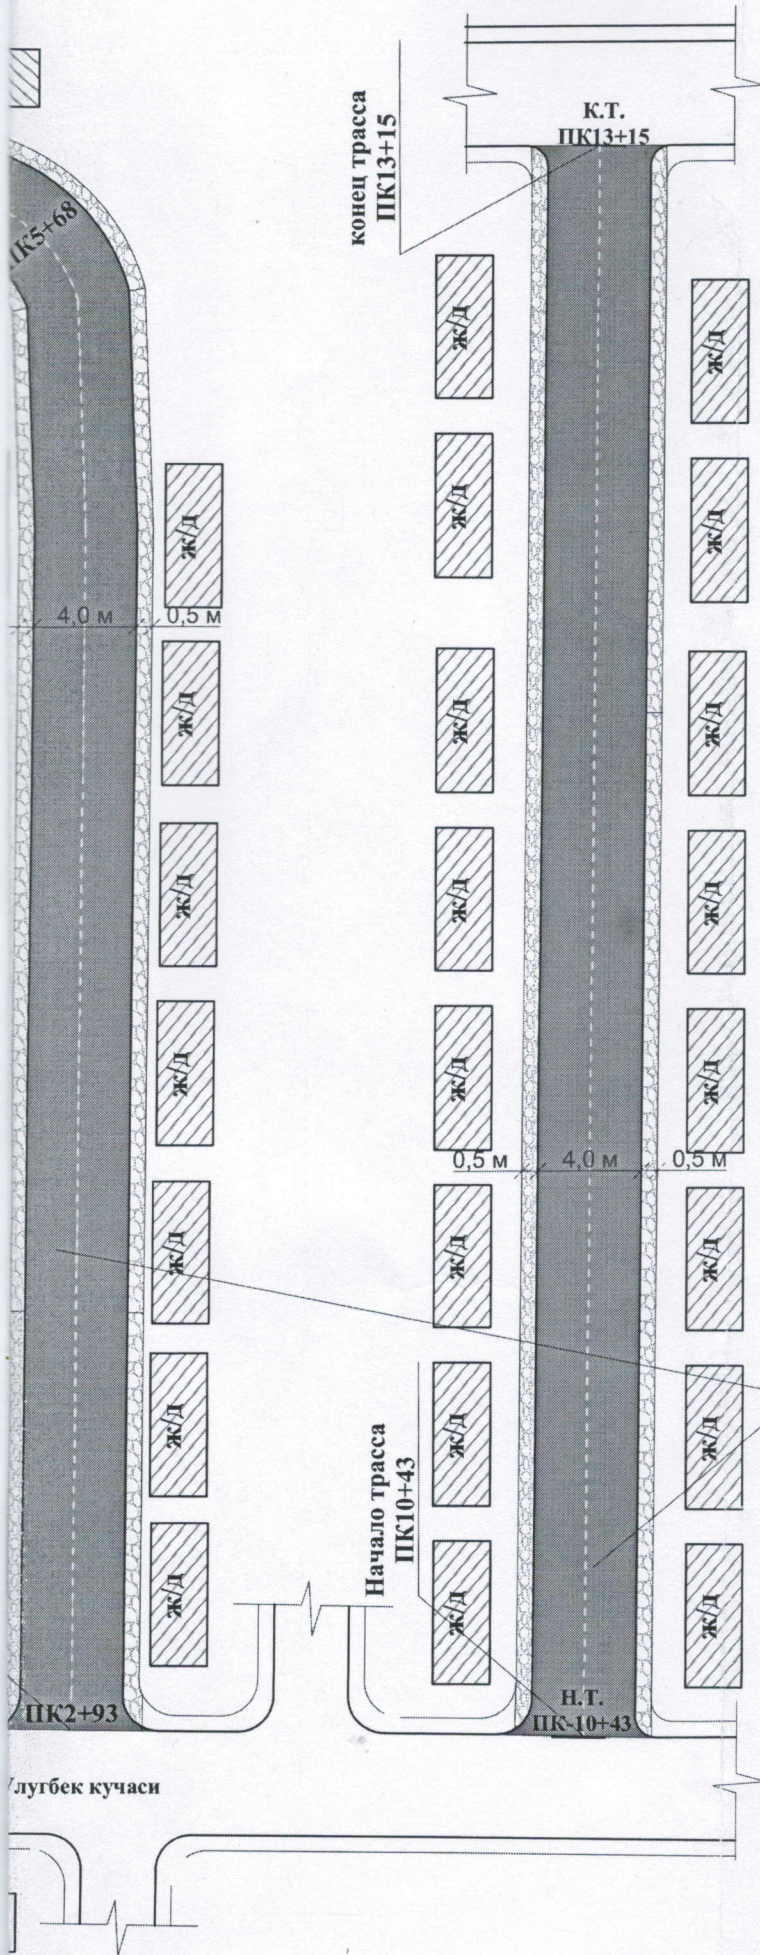 К.Т.
ПК13+15
конец трасса
ПК13+15
ПК5+68
Ж/Д
Ж/Д
Ж/Д
Ж/Д
Ж/Д
4,0 м 0,5 м
Ж/Д
Ж/Д
Ж/Д
Ж/Д
Ж/Д
Ж/Д
Ж/Д
Ж/Д
Ж/Д
0,5 м 4,0 м 0,5 м
Ж/Д
Ж/Д
Ж/Д
Ж/Д
Ж/Д
Ж/Д
Начало трасса
ПК10+43
Ж/Д
Ж/Д
Ж/Д
Н.Т.
ПК-10+43
ПК2+93
Улугбек кучаси